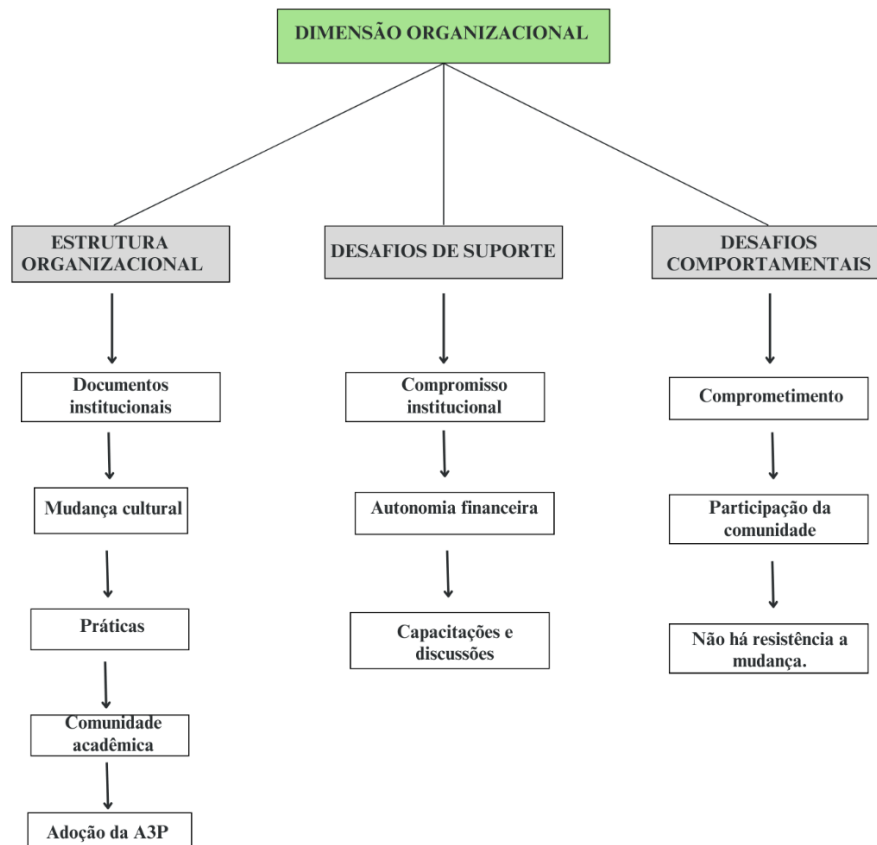 DIMENSÃO ORGANIZACIONAL
ESTRUTURA
ORGANIZACIONAL
DESAFIOS DE SUPORTE
DESAFIOS
COMPORTAMENTAIS
Documentos
institucionais
Mudança cultural
Práticas
Comunidade
acadêmica
Adoção da A3P
Compromisso
institucional
Autonomia financeira
Capacitações e
discussões
Comprometimento
Participação da
comunidade
Não há resistência a
mudança.